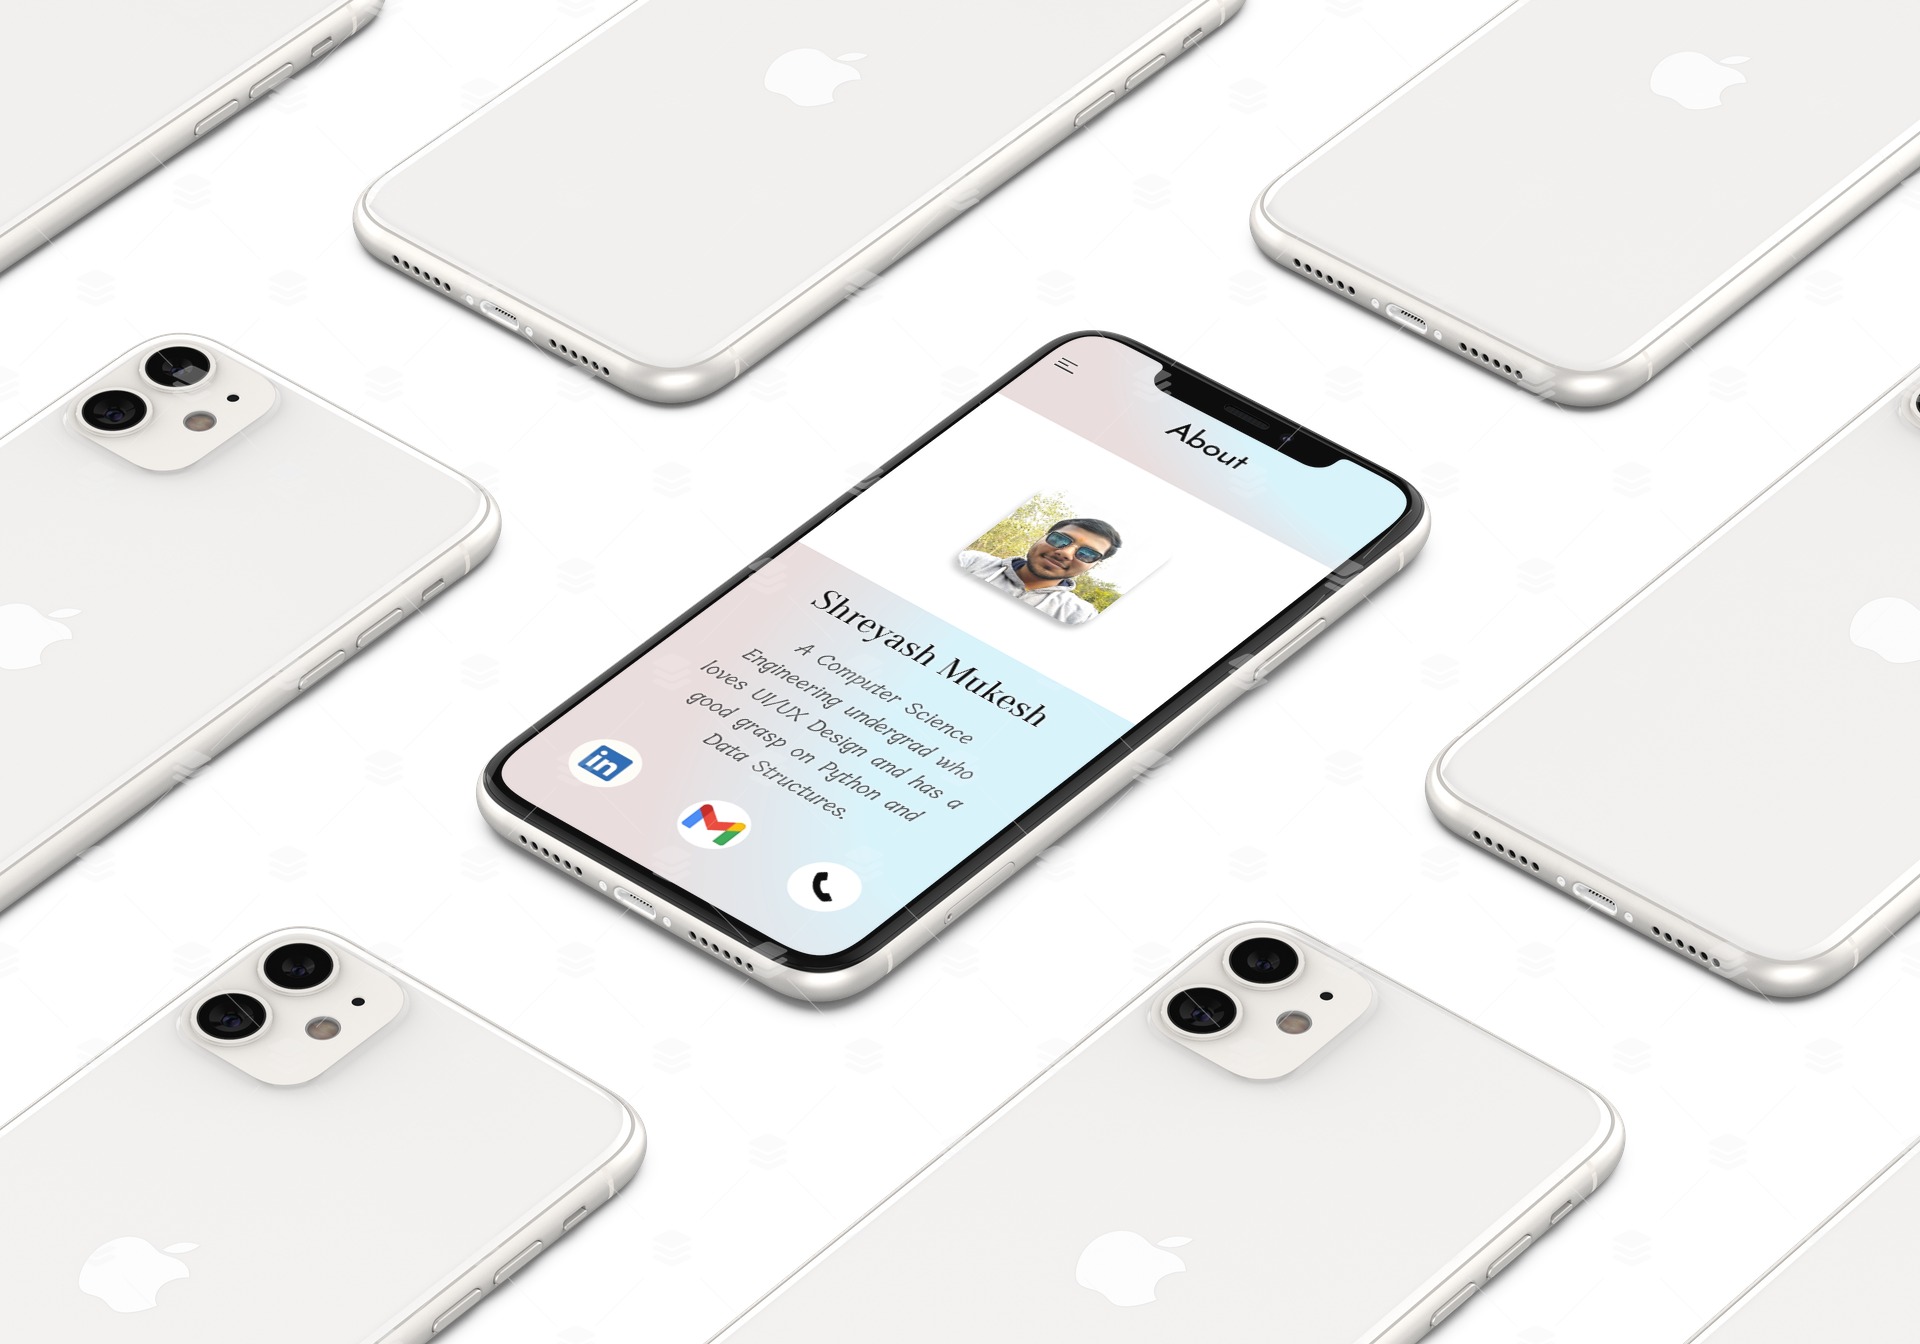 About
Shreyash Mukesh
A Computer Science
Engineering undergrad who
loves UI/UX Design and has a
good grasp on Python and
Data Structures.
in